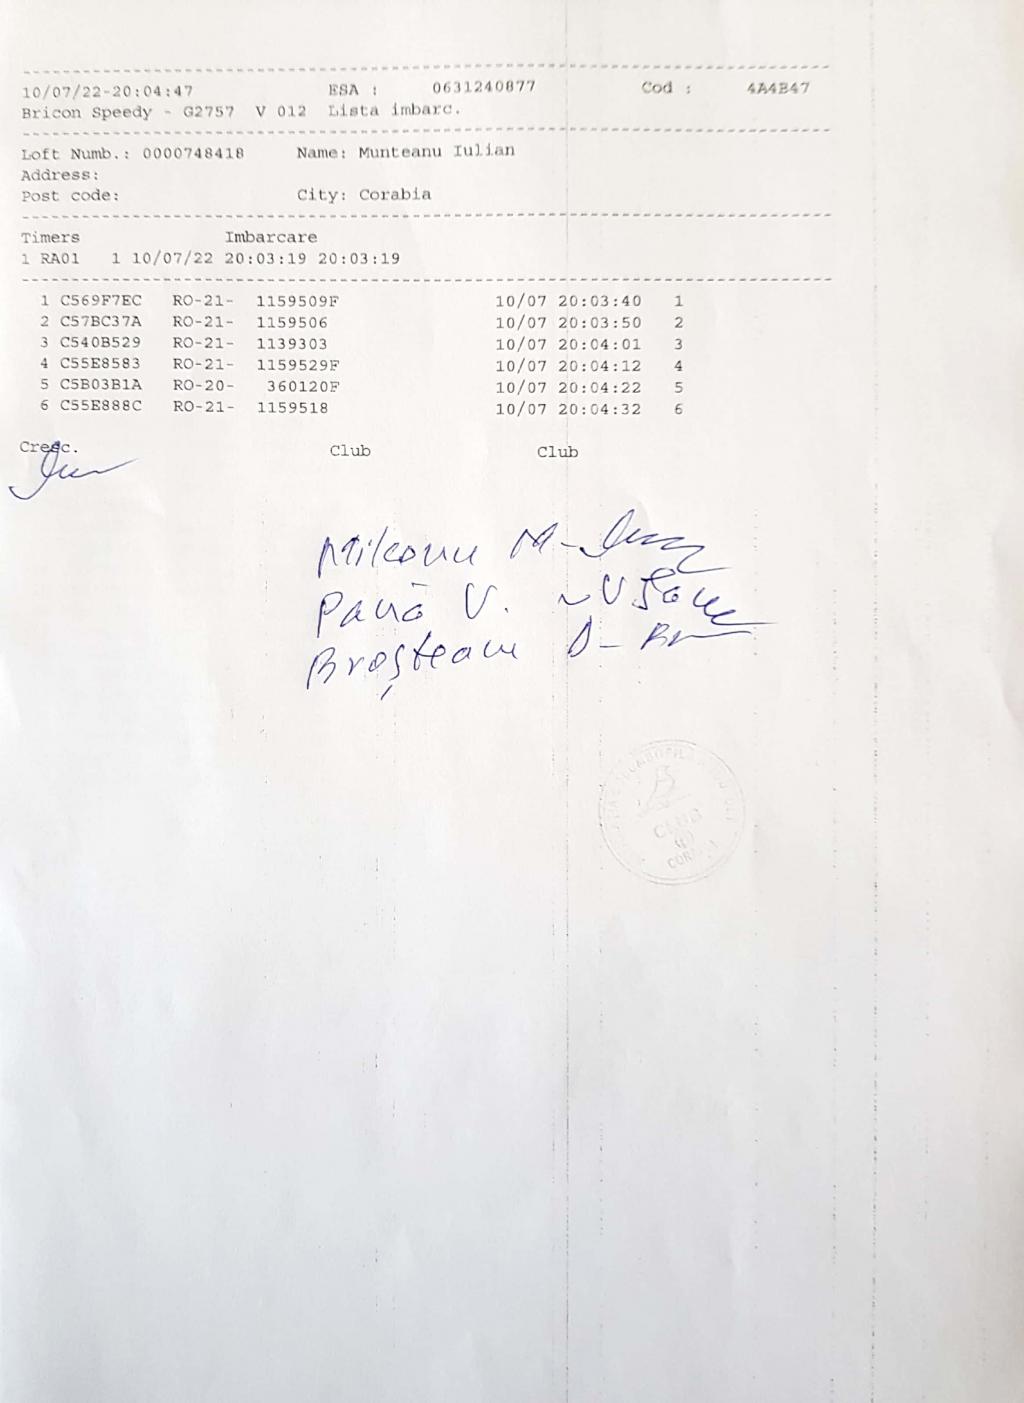 10/07/22-20:04:47 ESA : 0631240877 Cod : 4A4B47
Bricon Speedy - G2757 V 012 Lista imbarc.
Loft Numb.: 0000748418 Name: Munteanu Iulian
Address:
Post code: City: Corabia
Timers Imbarcare
1 RA01 1 10/07/22 20:03:19 20:03:19
1 C569F7EC RO-21- 1159509F 10/07 20:03:40 1
2 C57BC37A RO-21- 1159506 10/07 20:03:50 2
3 C540B529 RO-21- 1139303 10/07 20:04:01 3
4 C55E8583 RO-21- 1159529F 10/07 20:04:12 4
5 C5B03B1A RO-20- 360120F 10/07 20:04:22 5
6 C55E888C RO-21- 1159518 10/07 20:04:32 6
Cresc. Club Club
M-
Pană V.
Broșteanu D-
CLUB